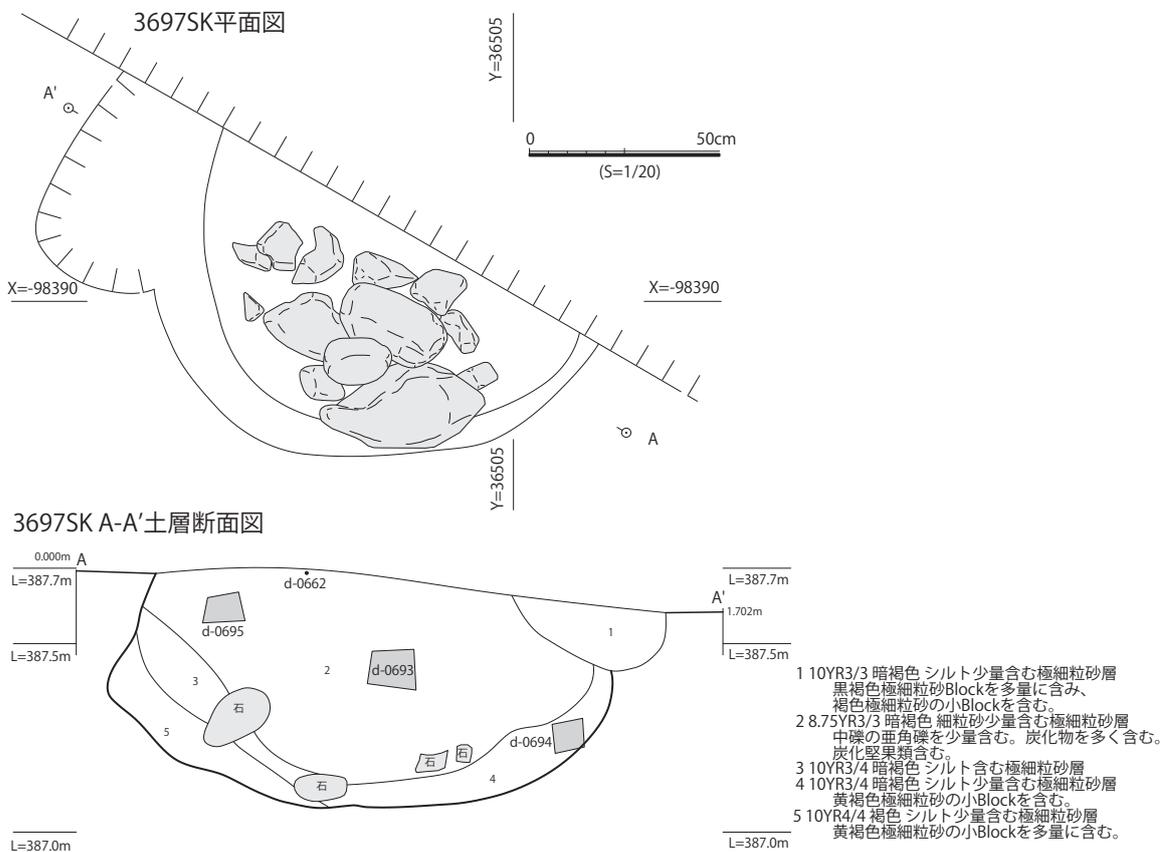 3697SK平面図
Y=36505
A'
0 50cm
(S=1/20)
X=-98390
X=-98390
A
Y=36505
3697SK A-A'土層断面図
0.000m
A
L=387.7m
L=387.7m
d-0662
A'
1.702m
d-0695
1
L=387.5m
L=387.5m
2
d-0693
3
石
5
d-0694
石
石
4
石
L=387.0m
L=387.0m
1 10YR3/3 暗褐色 シルト少量含む極細粒砂層
黒褐色極細粒砂Blockを多量に含み、
褐色極細粒砂の小Blockを含む。
2 8.75YR3/3 暗褐色 細粒砂少量含む極細粒砂層
中礫の亜角礫を少量含む。炭化物を多く含む。
炭化堅果類含む。
3 10YR3/4 暗褐色 シルト含む極細粒砂層
4 10YR3/4 暗褐色 シルト少量含む極細粒砂層
黄褐色極細粒砂の小Blockを含む。
5 10YR4/4 褐色 シルト少量含む極細粒砂層
黄褐色極細粒砂の小Blockを多量に含む。